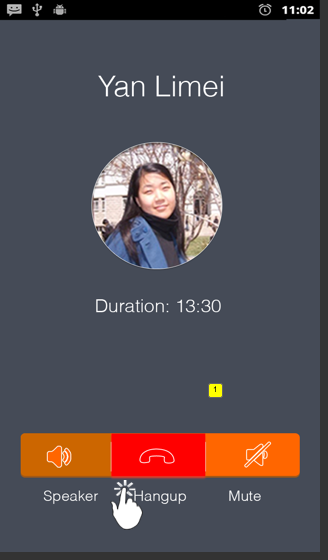 11:02
Yan Limei
Duration: 13:30
1
Speaker Hangup Mute